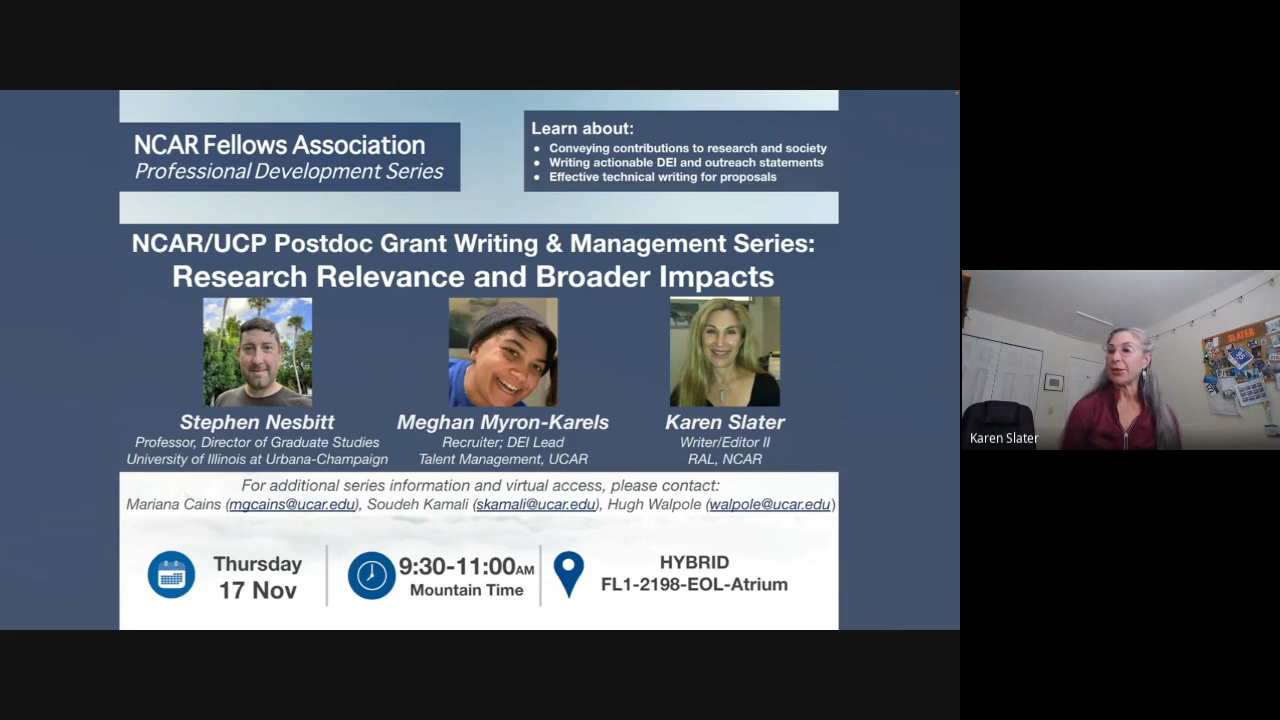 NCAR Fellows Association
Professional Development Series
Learn about:
• Conveying contributions to research and society
• Writing actionable DEI and outreach statements
• Effective technical writing for proposals
NCAR/UCP Postdoc Grant Writing & Management Series:
Research Relevance and Broader Impacts
Stephen Nesbitt
Professor, Director of Graduate Studies
University of Illinois at Urbana-Champaign
Meghan Myron-Karels
Recruiter; DEI Lead
Talent Management, UCAR
Karen Slater
Writer/Editor II
RAL, NCAR
For additional series information and virtual access, please contact:
Mariana Cains (mgcains@ucar.edu), Soudeh Kamali (skamali@ucar.edu), Hugh Walpole (walpole@ucar.edu)
Thursday
17 Nov
9:30-11:00AM
Mountain Time
HYBRID
FL1-2198-EOL-Atrium
SLATER
Karen Slater